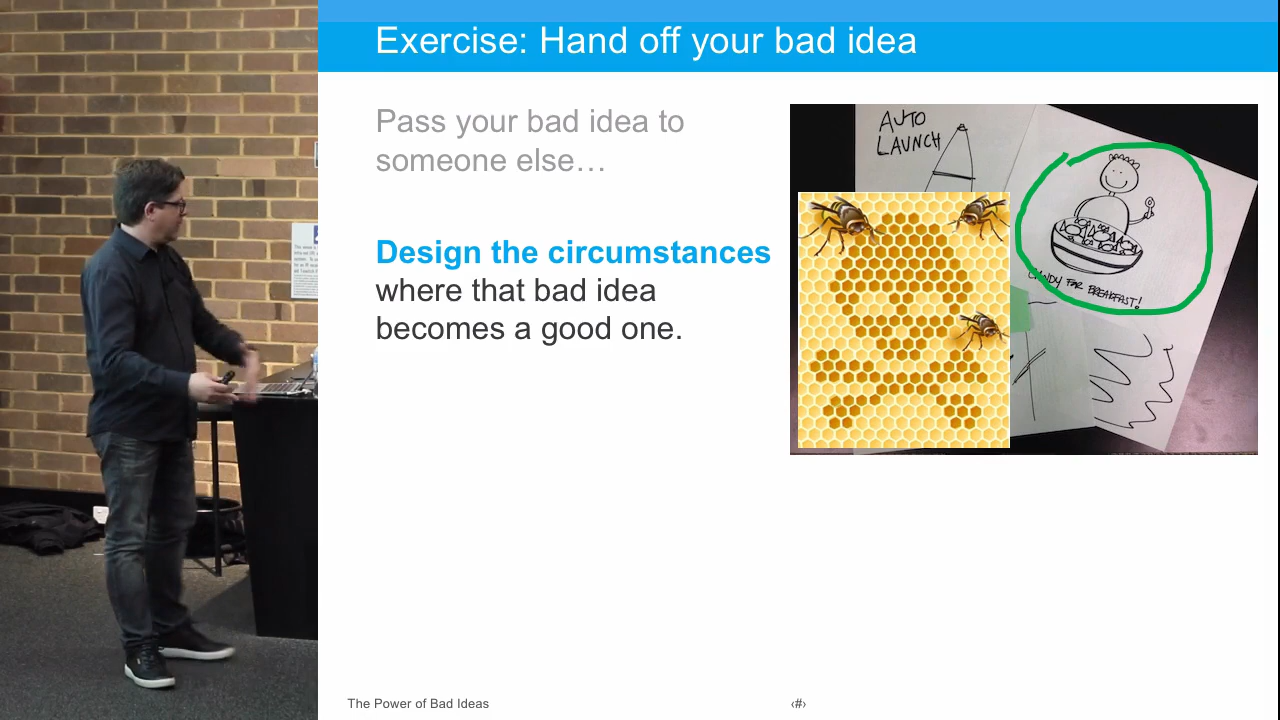 Exercise: Hand off your bad idea
Pass your bad idea to
someone else…
Design the circumstances
where that bad idea
becomes a good one.
AUTO
LAUNCH
CANDY FOR BREAKFAST!
The Power of Bad Ideas
‹#›